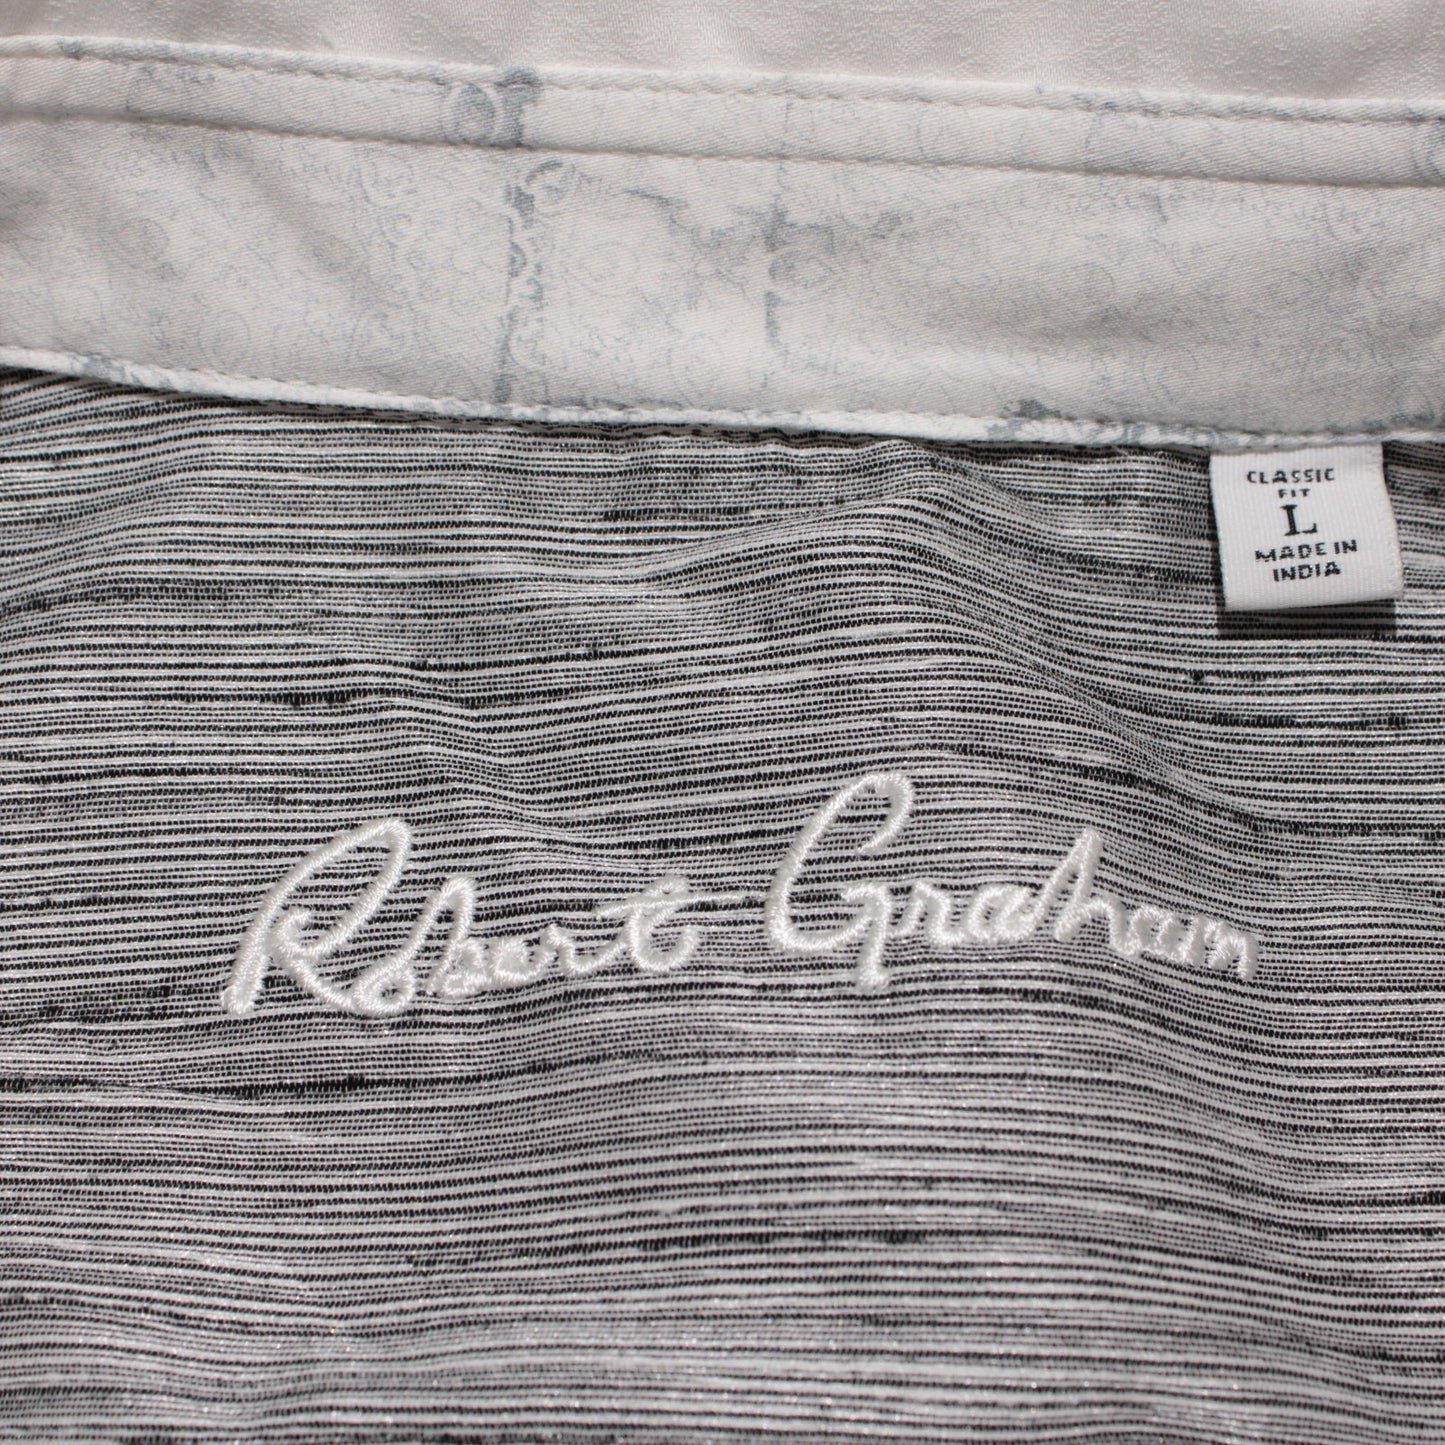 CLASSIC
FIT
L
MADE IN
INDIA
Robert Graham